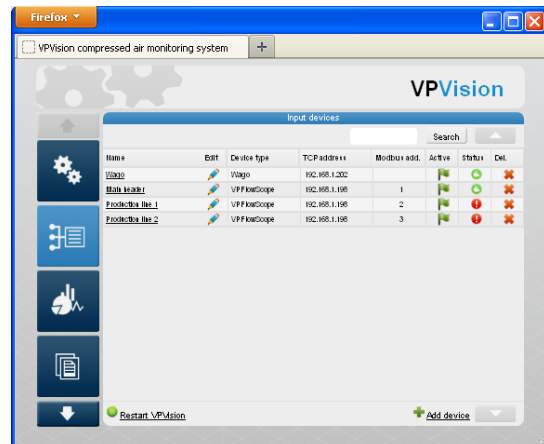 Firefox
VPVision compressed air monitoring system
VPVision
Input devices
Search
Name Edit Device type TCP address Modbus add. Active Status Del.
Wago Wago 192.168.1.202
Main header VPFlowScope 192.168.1.198 1
Production line 1 VPFlowScope 192.168.1.198 2
Production line 2 VPFlowScope 192.168.1.198 3
Restart VPVision Add device